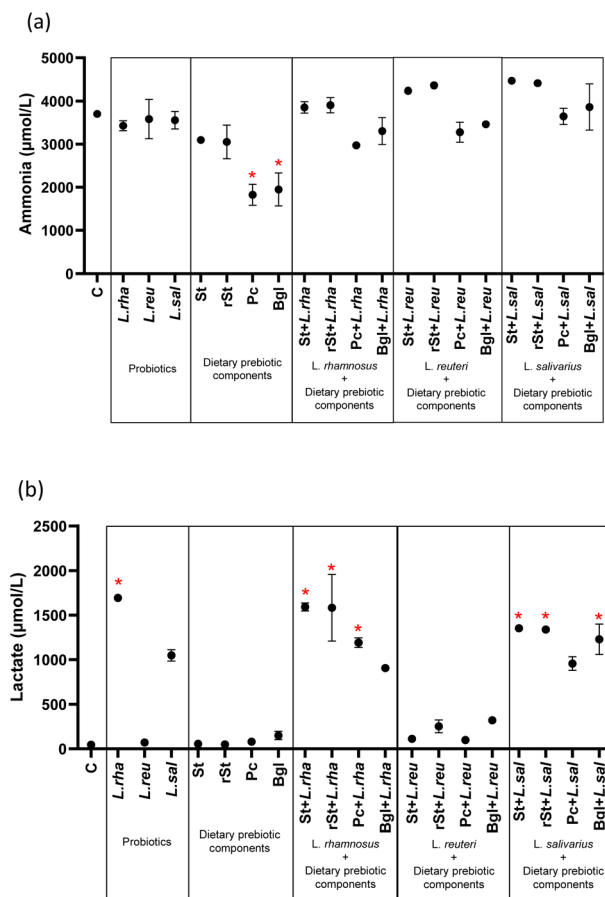 (a)
Ammonia (µmol/L)
5000
4000
3000
2000
1000
0
*
*
C
L.rha
L.reu
L.sal
St
rSt
Pc
Bgl
St+L.rha
rSt+L.rha
Pc+L.rha
Bgl+L.rha
St+L.reu
rSt+L.reu
Pc+L.reu
Bgl+L.reu
St+L.sal
rSt+L.sal
Pc+L.sal
Bgl+L.sal
Probiotics
Dietary prebiotic
components
L. rhamnosus
+
Dietary prebiotic
components
L. reuteri
+
Dietary prebiotic
components
L. salivarius
+
Dietary prebiotic
components
(b)
Lactate (µmol/L)
2500
2000
1500
1000
500
0
*
*
*
*
*
*
*
C
L.rha
L.reu
L.sal
St
rSt
Pc
Bgl
St+L.rha
rSt+L.rha
Pc+L.rha
Bgl+L.rha
St+L.reu
rSt+L.reu
Pc+L.reu
Bgl+L.reu
St+L.sal
rSt+L.sal
Pc+L.sal
Bgl+L.sal
Probiotics
Dietary prebiotic
components
L. rhamnosus
+
Dietary prebiotic
components
L. reuteri
+
Dietary prebiotic
components
L. salivarius
+
Dietary prebiotic
components